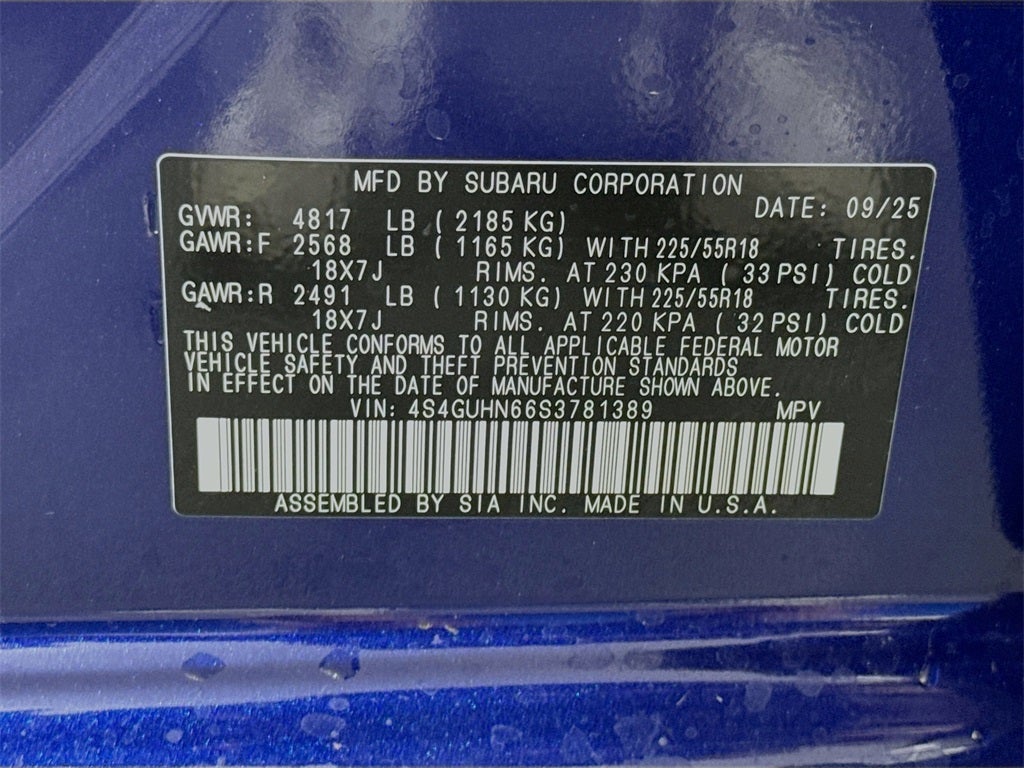 MFD BY SUBARU CORPORATION
DATE: 09/25
GVWR: 4817 LB ( 2185 KG)
GAWR:F 2568 LB ( 1165 KG) WITH 225/55R18 TIRES.
18X7J RIMS. AT 230 KPA ( 33 PSI) COLD
GAWR:R 2491 LB ( 1130 KG) WITH 225/55R18 TIRES.
18X7J RIMS. AT 220 KPA ( 32 PSI) COLD
THIS VEHICLE CONFORMS TO ALL APPLICABLE FEDERAL MOTOR
VEHICLE SAFETY AND THEFT PREVENTION STANDARDS
IN EFFECT ON THE DATE OF MANUFACTURE SHOWN ABOVE.
VIN: 4S4GUHN66S3781389 MPV
ASSEMBLED BY SIA INC. MADE IN U.S.A.